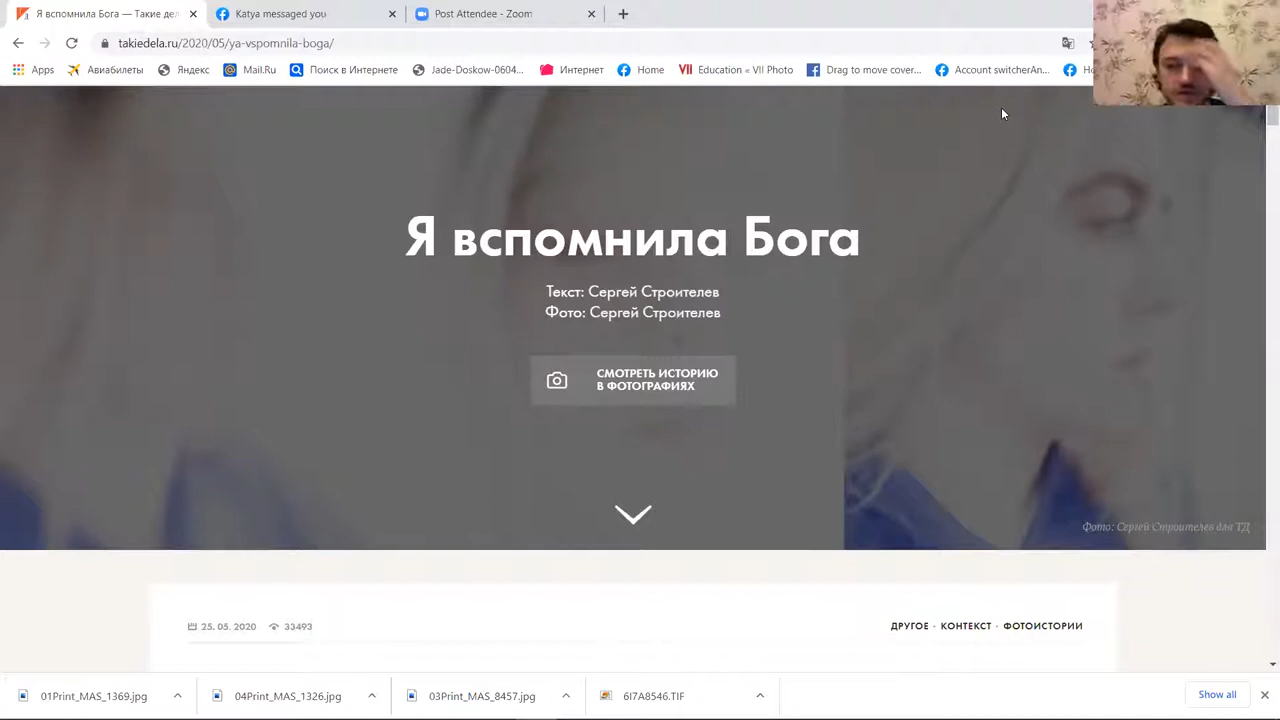 Я вспомнила Бога — Такие дел
Katya messaged you
Post Attendee - Zoom
takiedela.ru/2020/05/ya-vspomnila-boga/
Apps
Авиабилеты
Яндекс
Mail.Ru
Поиск в Интернете
Jade-Doskow-0604...
Интернет
Home
VII Education « VII Photo
Drag to move cover...
Account switcherAn...
Я вспомнила Бога
Текст: Сергей Строителев
Фото: Сергей Строителев
СМОТРЕТЬ ИСТОРИЮ
В ФОТОГРАФИЯХ
Фото: Сергей Строителев для ТД
25. 05. 2020
33493
ДРУГОЕ · КОНТЕКСТ · ФОТОИСТОРИИ
01Print_MAS_1369.jpg
04Print_MAS_1326.jpg
03Print_MAS_8457.jpg
6I7A8546.TIF
Show all